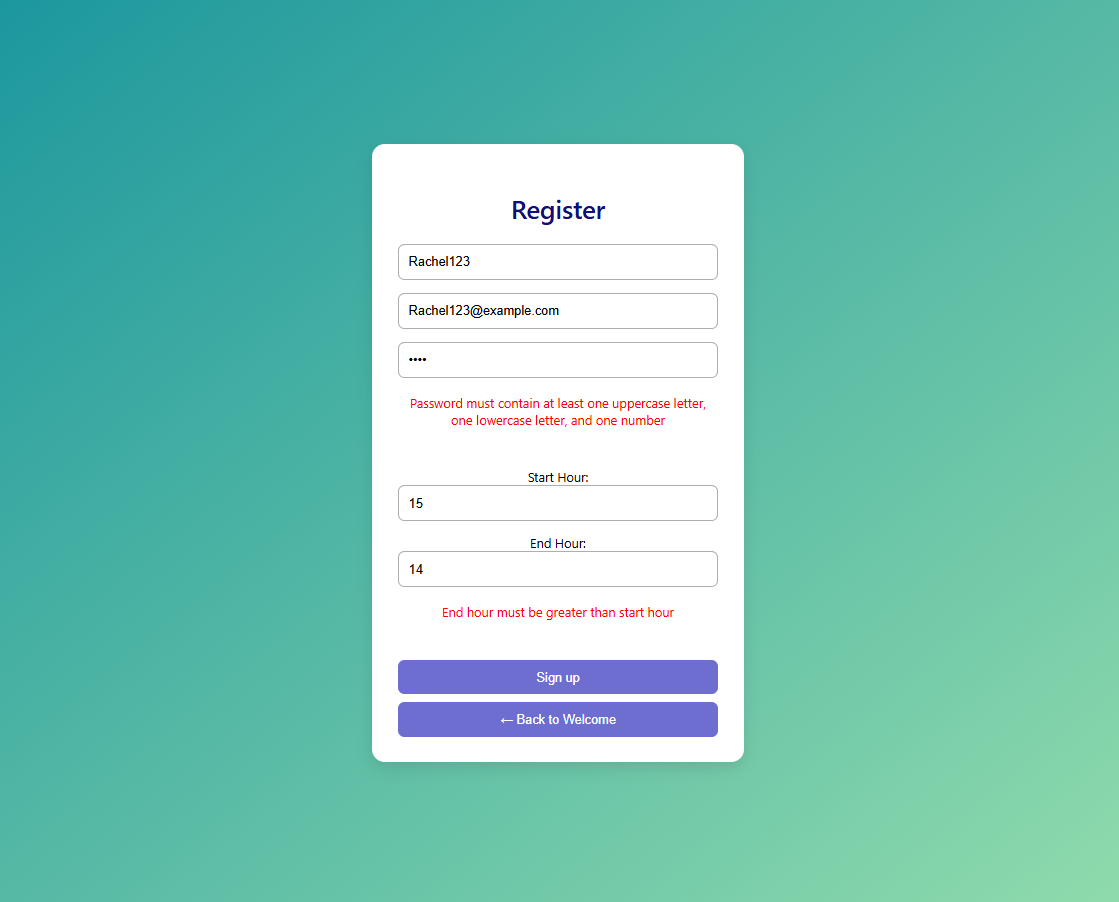 Register
Rachel123
Rachel123@example.com
••••
Password must contain at least one uppercase letter,
one lowercase letter, and one number
Start Hour:
15
End Hour:
14
End hour must be greater than start hour
Sign up
← Back to Welcome